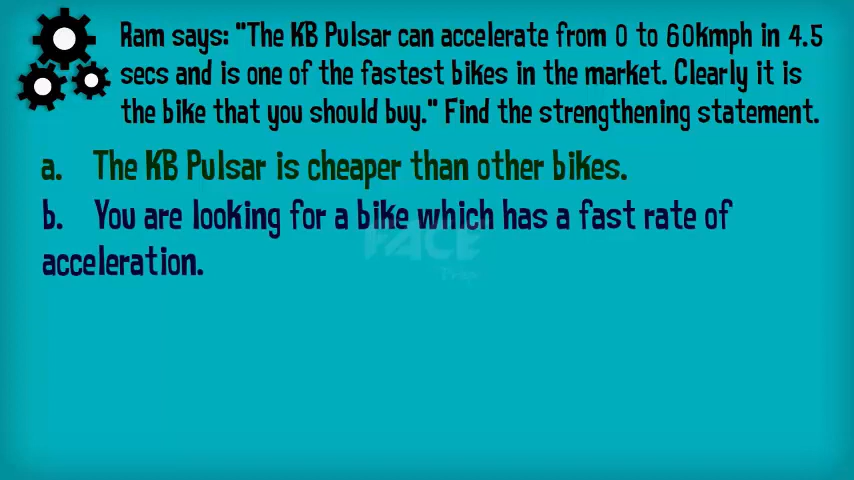 Ram says: "The KB Pulsar can accelerate from 0 to 60kmph in 4.5
secs and is one of the fastest bikes in the market. Clearly it is
the bike that you should buy." Find the strengthening statement.
a. The KB Pulsar is cheaper than other bikes.
b. You are looking for a bike which has a fast rate of
acceleration.
FACE
Prep